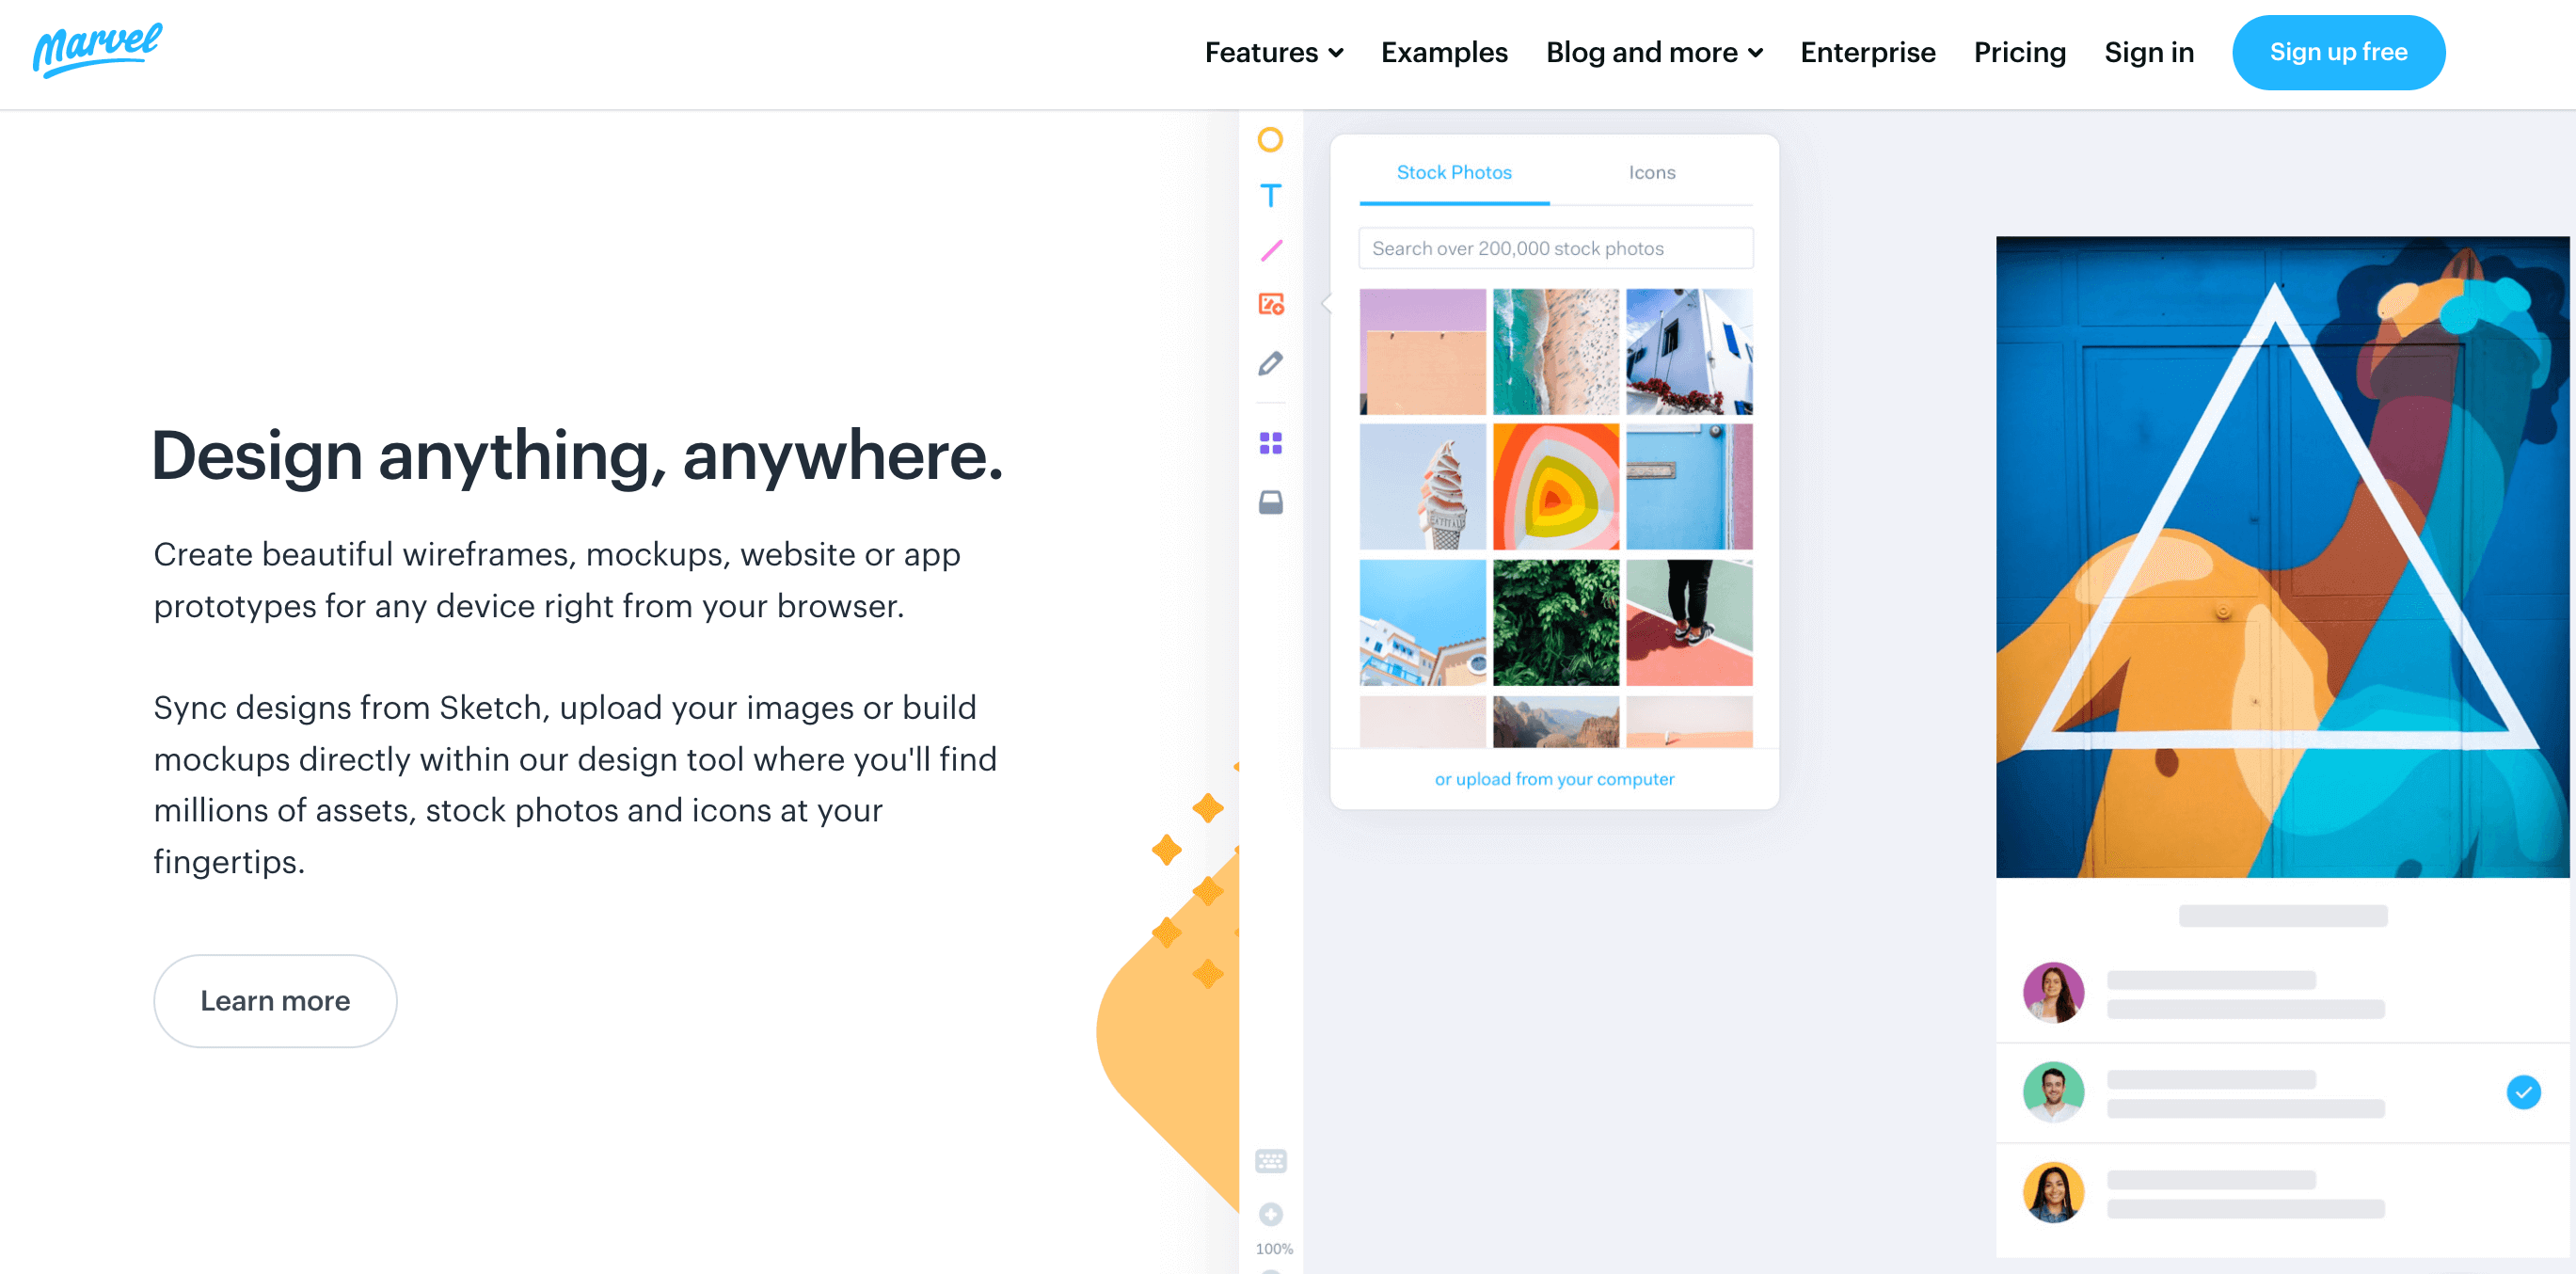 Marvel
Features
Examples
Blog and more
Enterprise
Pricing
Sign in
Sign up free
Design anything, anywhere.
Create beautiful wireframes, mockups, website or app
prototypes for any device right from your browser.
Sync designs from Sketch, upload your images or build
mockups directly within our design tool where you'll find
millions of assets, stock photos and icons at your
fingertips.
Learn more
T
Stock Photos
Icons
Search over 200,000 stock photos
or upload from your computer
100%